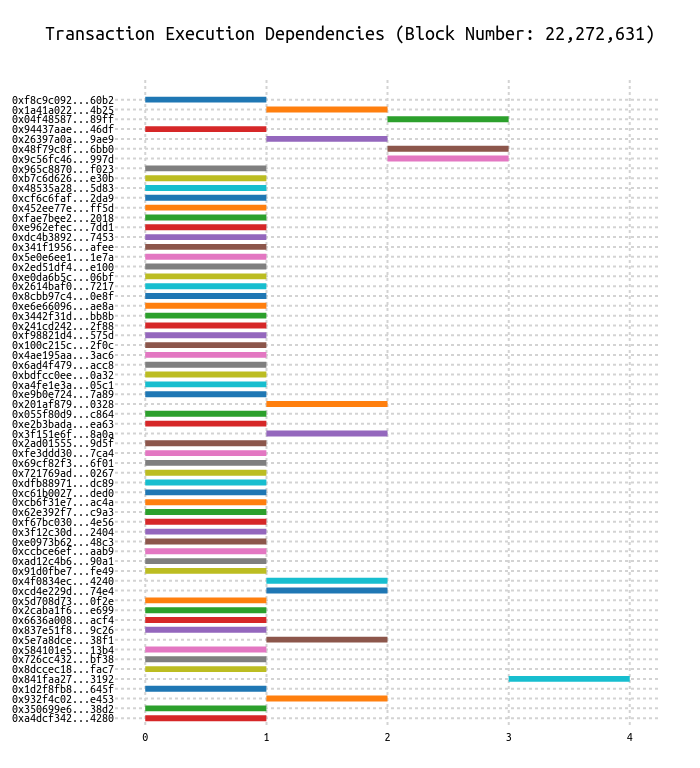 Transaction Execution Dependencies (Block Number: 22,272,631)
0xf8c9c092...60b2
0x1a41a022...4b25
0x04f48587...89ff
0x94437aae...46df
0x26397a0a...9ae9
0x48f79c8f...6bb0
0x9c56fc46...997d
0x965c8870...f023
0xb7c6d626...e30b
0x48535a28...5d83
0xcf6c6faf...2da9
0x452ee77e...ff5d
0xfae7bee2...2018
0xe962efec...7dd1
0xdc4b3892...7453
0x341f1956...afee
0x5e0e6ee1...1e7a
0x2ed51df4...e100
0xe0da6b5c...06bf
0x2614baf0...7217
0x8cbb97c4...0e8f
0xe6e66096...ae8a
0x3442f31d...bb8b
0x241cd242...2f88
0xf98821d4...575d
0x100c215c...2f0c
0x4ae195aa...3ac6
0x6ad4f479...acc8
0xbdfcc0ee...0a32
0xa4fe1e3a...05c1
0xe9b0e724...7a89
0x201af879...0328
0x055f80d9...c864
0xe2b3bada...ea63
0x3f151e6f...8a0a
0x2ad01555...9d5f
0xfe3ddd30...7ca4
0x69cf82f3...6f01
0x721769ad...0267
0xdfb88971...dc89
0xc61b0027...ded0
0xcb6f31e7...ac4a
0x62e392f7...c9a3
0xf67bc030...4e56
0x3f12c30d...2404
0xe0973b62...48c3
0xccbce6ef...aab9
0xad12c4b6...90a1
0x91d0fbe7...fe49
0x4f0834ec...4240
0xcd4e229d...74e4
0x5d708d73...0f2e
0x2caba1f6...e699
0x6636a008...acf4
0x837e51f8...9c26
0x5e7a8dce...38f1
0x584101e5...13b4
0x726cc432...bf38
0x8dccec18...fac7
0x841faa27...3192
0x1d2f8fb8...645f
0x932f4c02...e453
0x350699e6...38d2
0xa4dcf342...4280
0 1 2 3 4